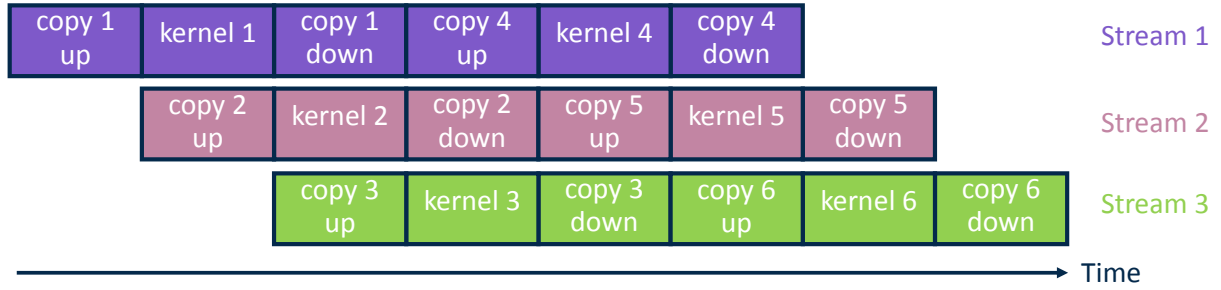 copy 1
up
kernel 1
copy 1
down
copy 4
up
kernel 4
copy 4
down
Stream 1
copy 2
up
kernel 2
copy 2
down
copy 5
up
kernel 5
copy 5
down
Stream 2
copy 3
up
kernel 3
copy 3
down
copy 6
up
kernel 6
copy 6
down
Stream 3
Time